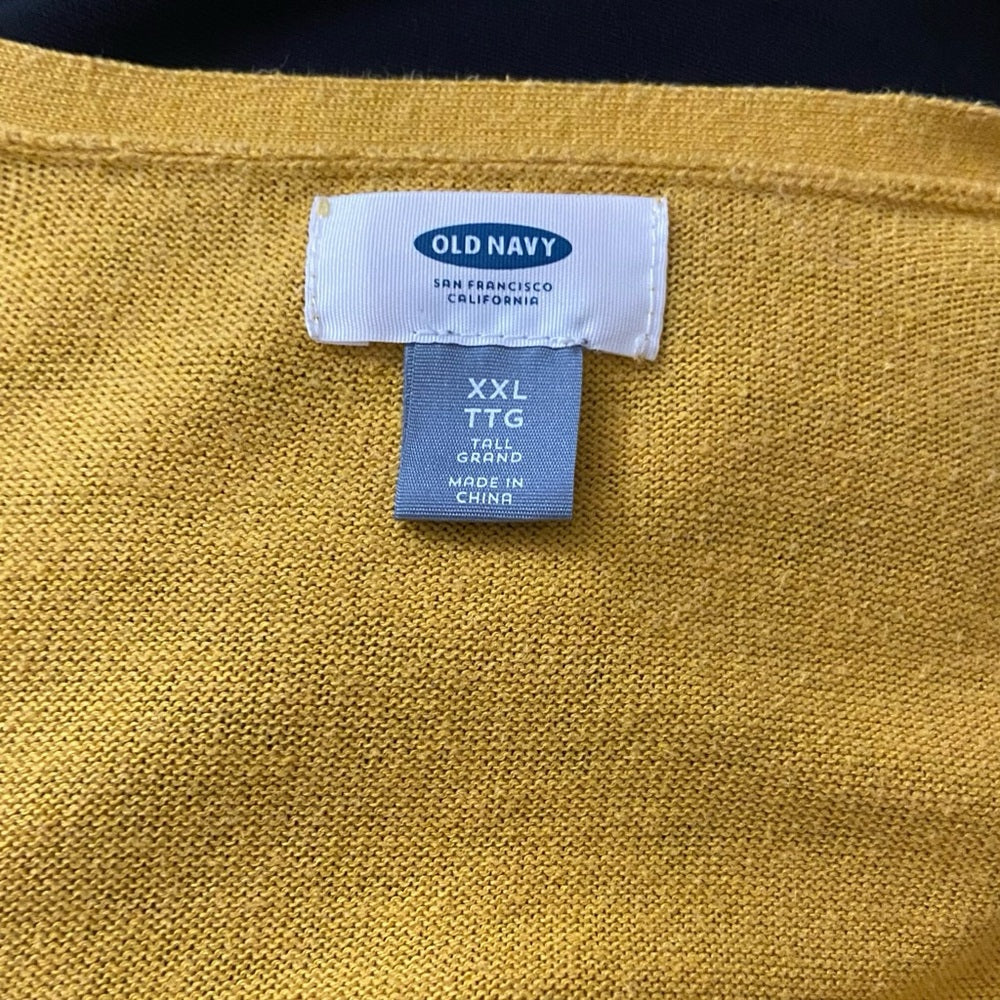 OLD NAVY
SAN FRANCISCO
CALIFORNIA
XXL
TTG
TALL
GRAND
MADE IN
CHINA